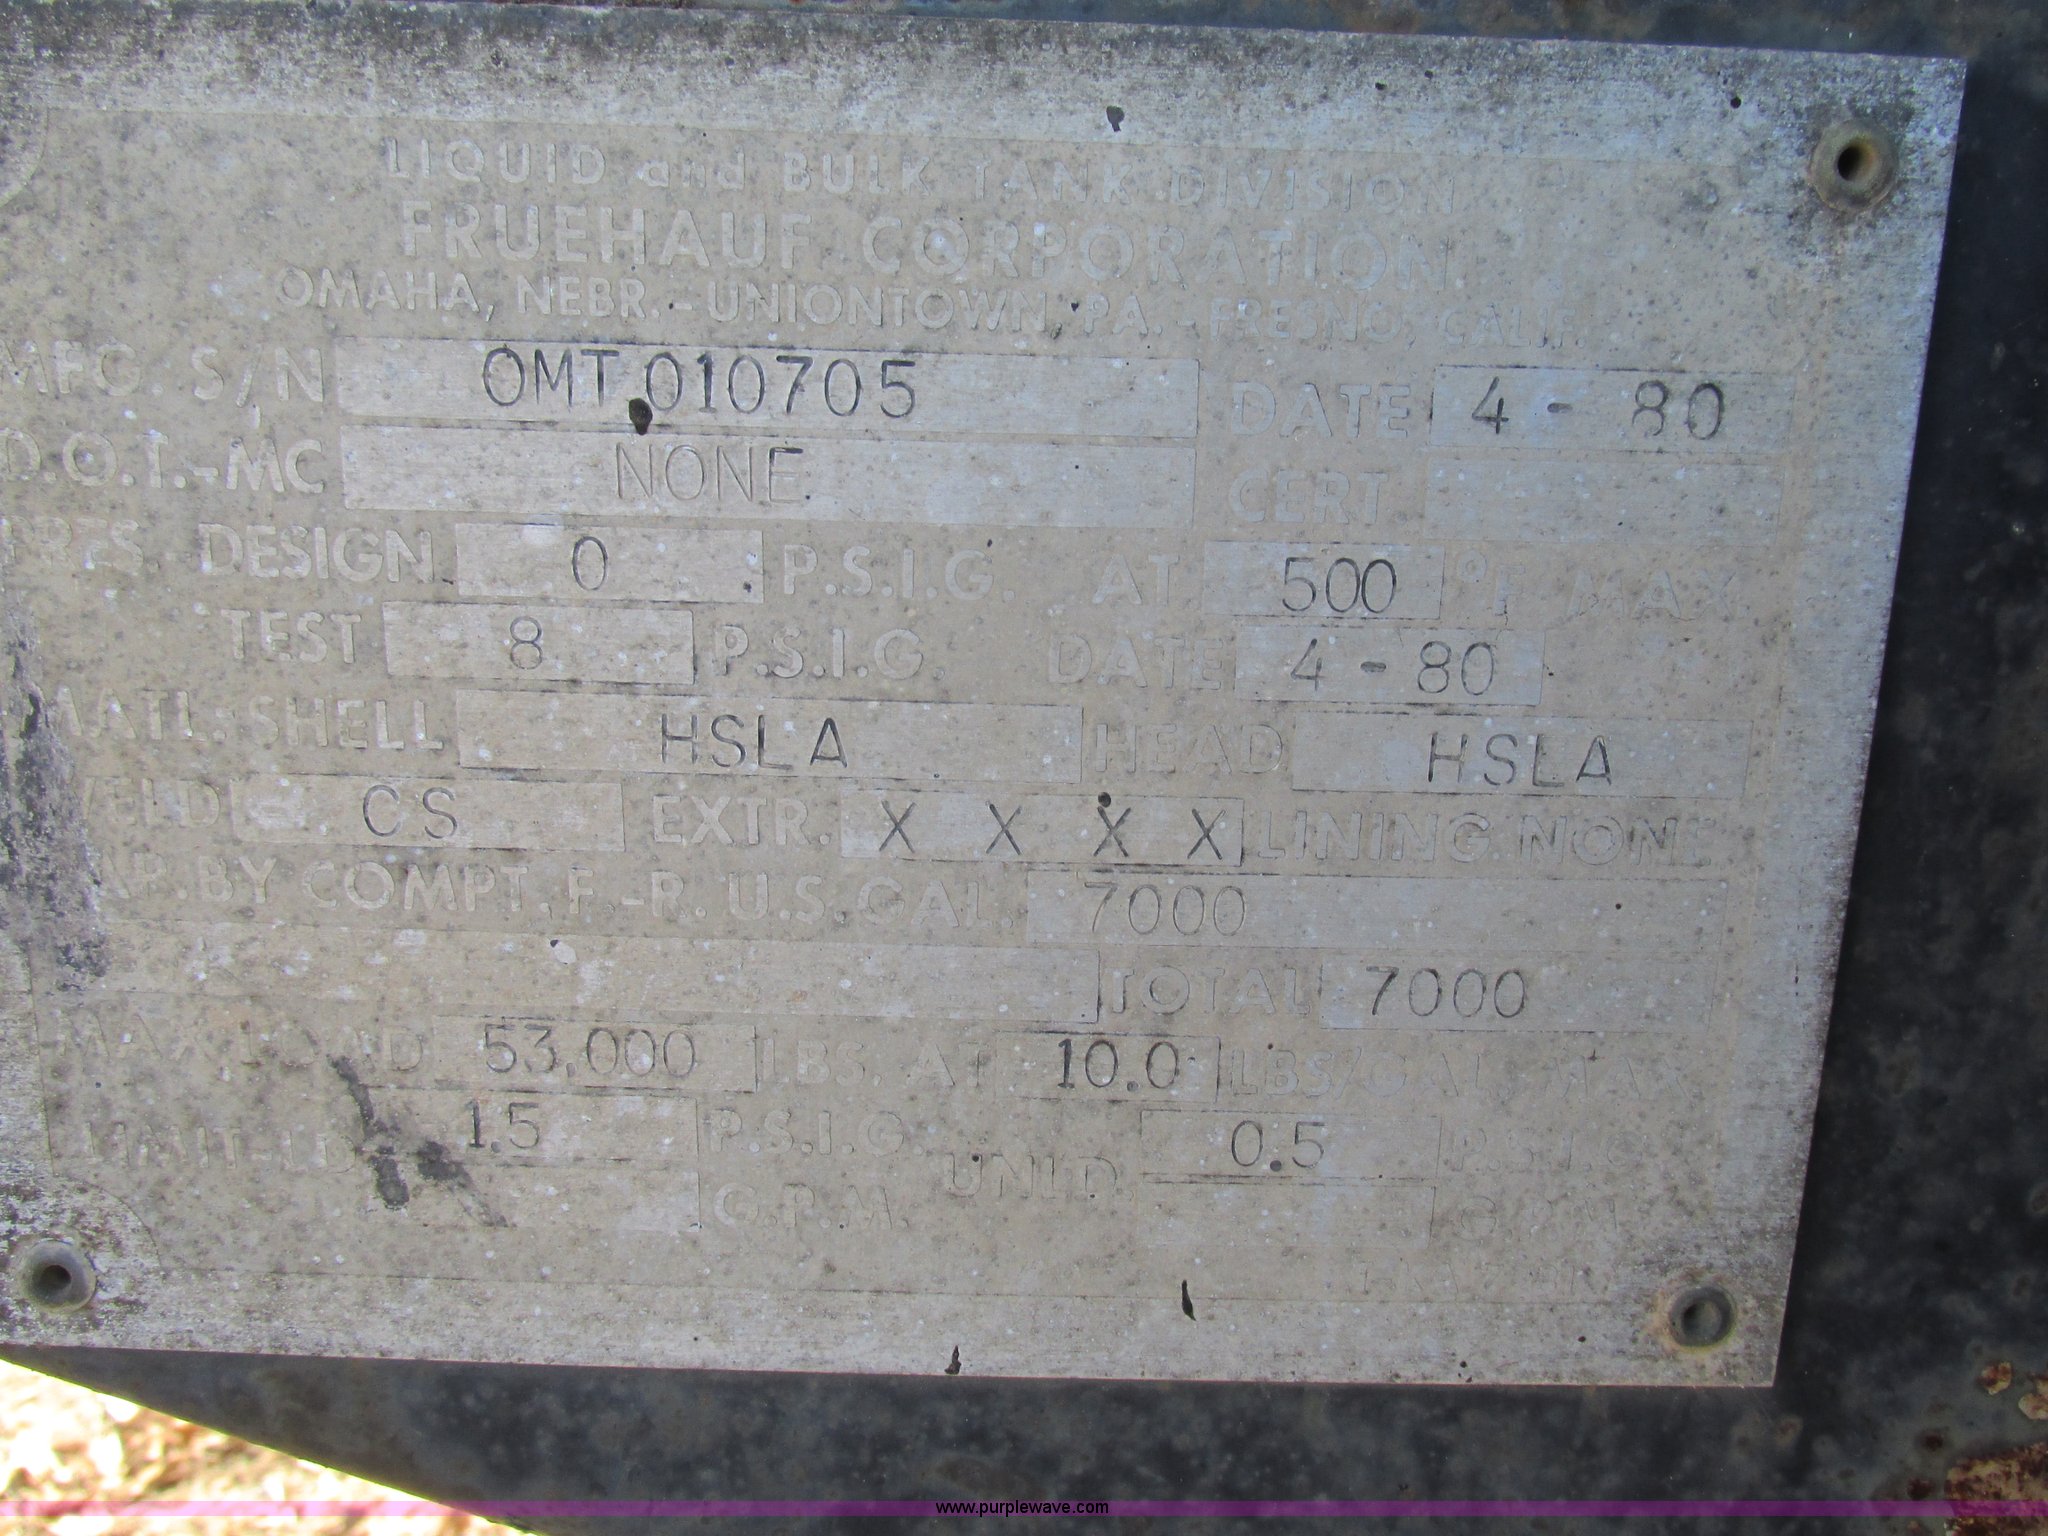 LIQUID and BULK TANK DIVISION
FRUEHAUF CORPORATION
OMAHA, NEBR. - UNIONTOWN, PA. - FRESNO, CALIF.
MFG. S/N OMT 010705 DATE 4 - 80
D.O.T.-MC NONE CERT.
PRES. DESIGN 0 P.S.I.G. AT 500 °F MAX.
TEST 8 P.S.I.G. DATE 4 - 80
MATL: SHELL HSLA HEAD HSLA
WELD CS EXTR. X X X X LINING NONE
CAP. BY COMPT. F.-R. U.S. GAL. 7000
TOTAL 7000
MAX LOAD 53,000 LBS. AT 10.0 LBS/GAL. MAX
LIMIT-LD. 1.5 P.S.I.G. UNLD. 0.5 P.S.I.G.
G.P.M. G.P.M.
www.purplewave.com